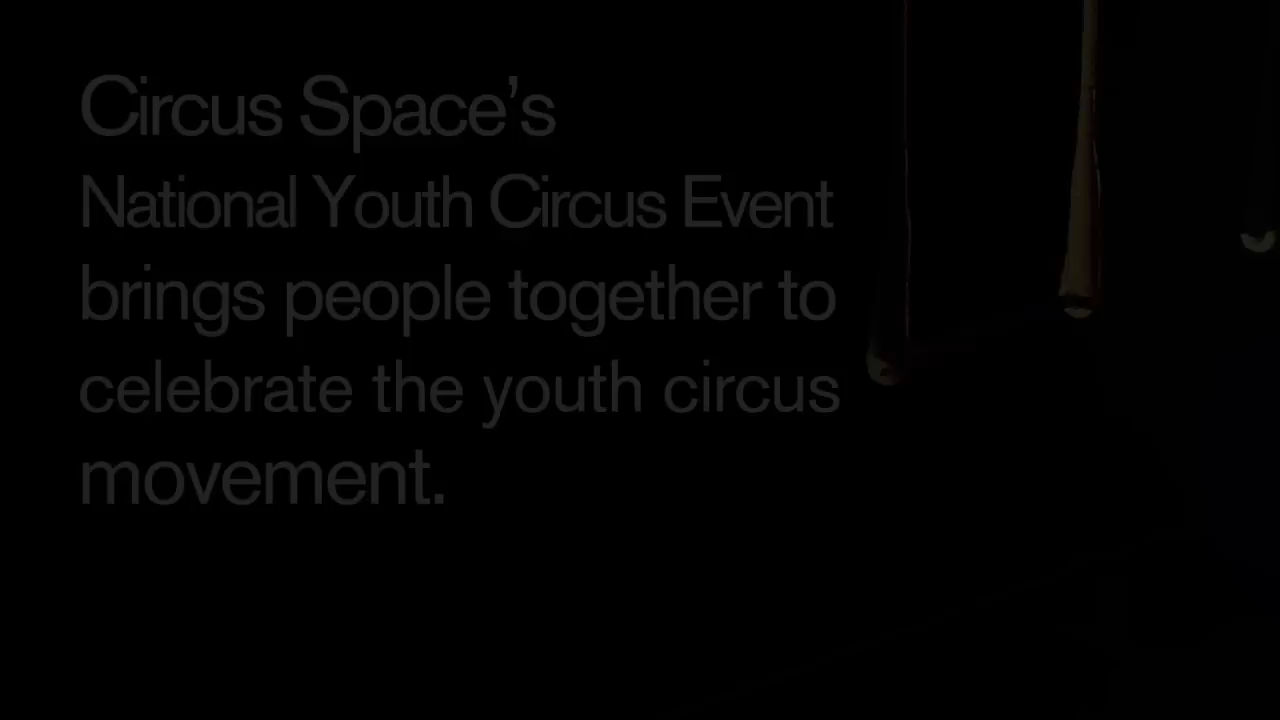 Circus Space’s
National Youth Circus Event
brings people together to
celebrate the youth circus
movement.